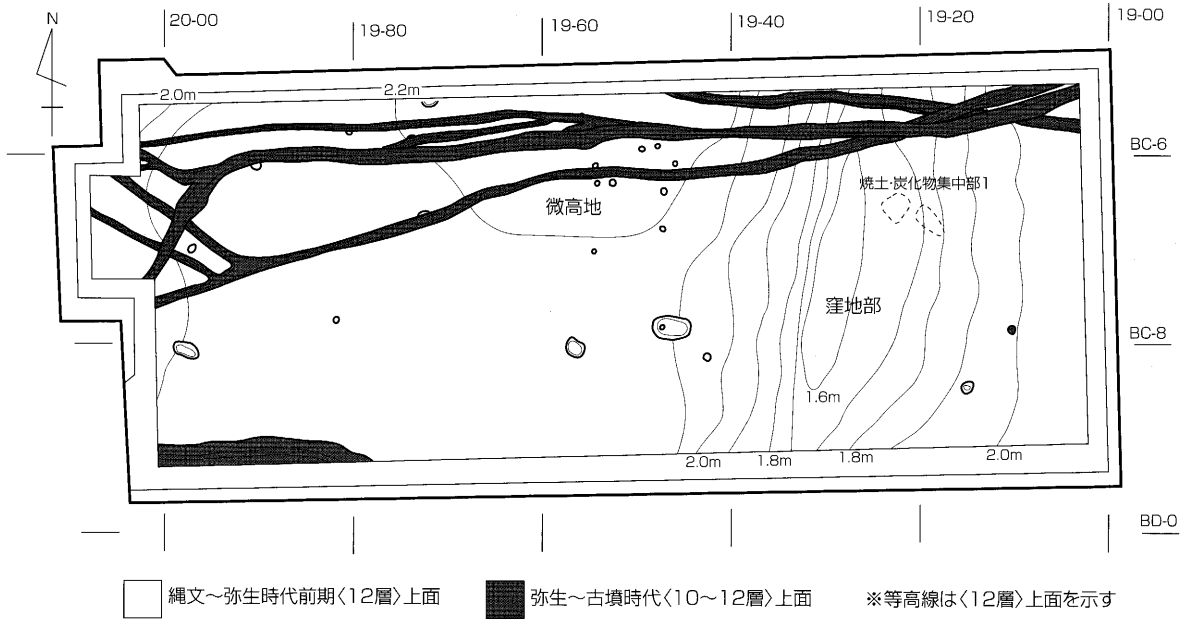 N
20-00
19-80
19-60
19-40
19-20
19-00
2.0m
2.2m
BC-6
焼土・炭化物集中部1
微高地
窪地部
BC-8
1.6m
2.0m
1.8m
1.8m
2.0m
BD-0
縄文～弥生時代前期〈12層〉上面
弥生～古墳時代〈10～12層〉上面
※等高線は〈12層〉上面を示す